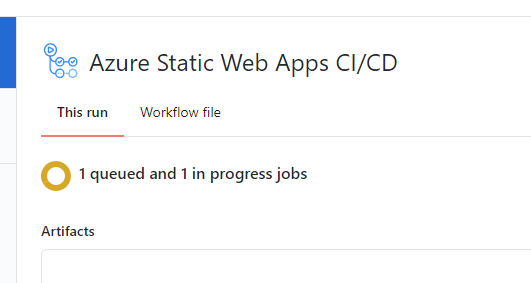 Azure Static Web Apps CI/CD
This run Workflow file
1 queued and 1 in progress jobs
Artifacts